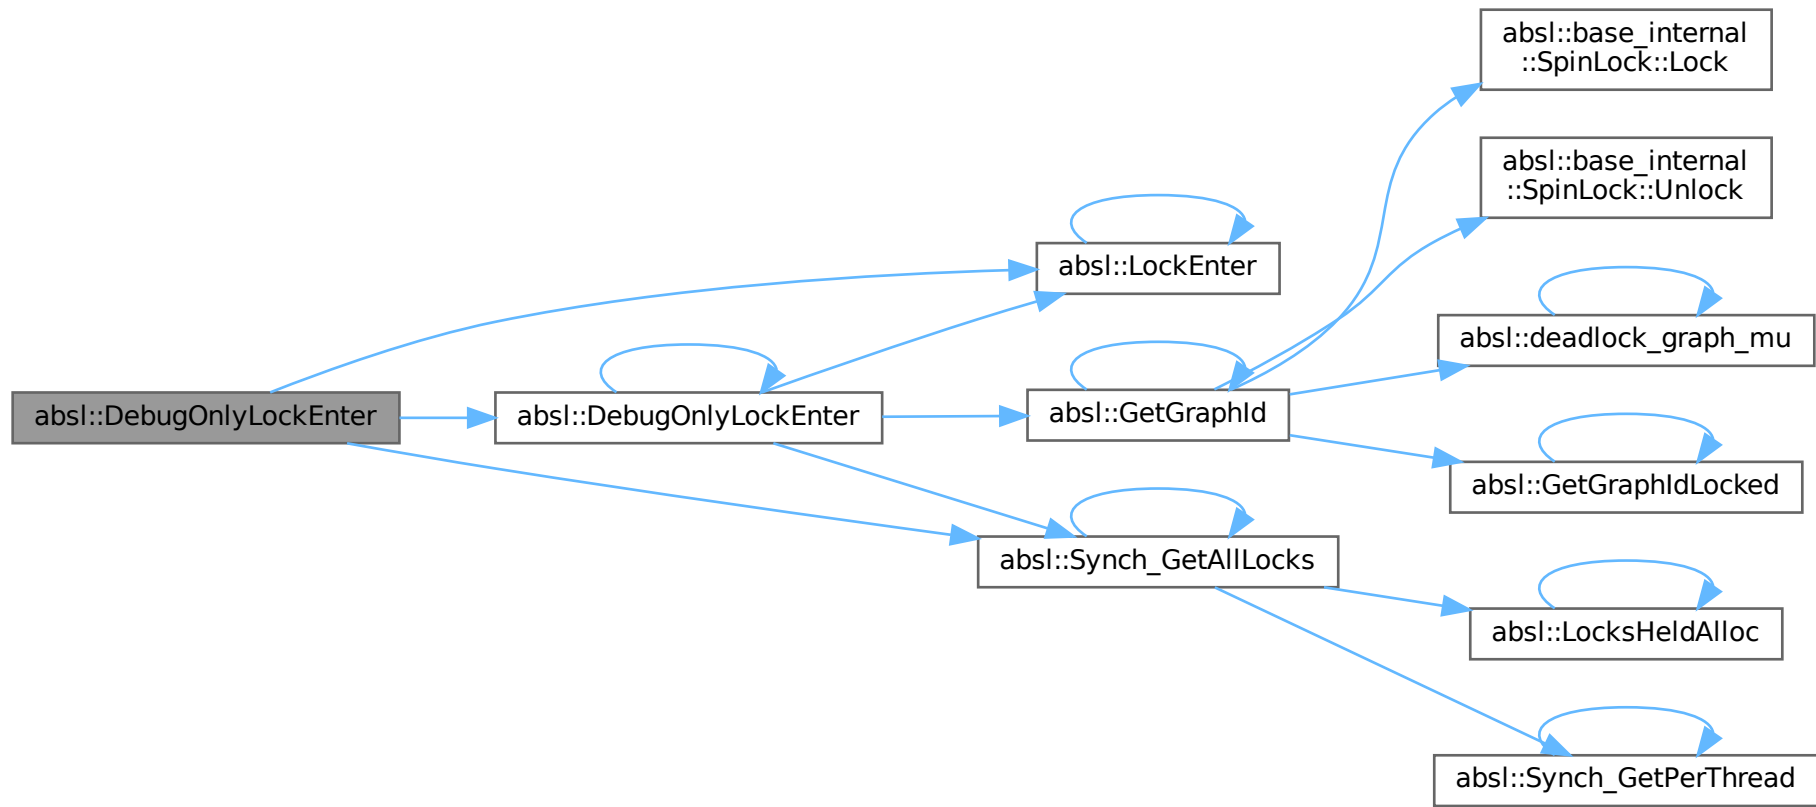 absl::base_internal
::SpinLock::Lock
absl::base_internal
::SpinLock::Unlock
absl::LockEnter
absl::deadlock_graph_mu
absl::DebugOnlyLockEnter
absl::DebugOnlyLockEnter
absl::GetGraphId
absl::GetGraphIdLocked
absl::Synch_GetAllLocks
absl::LocksHeldAlloc
absl::Synch_GetPerThread